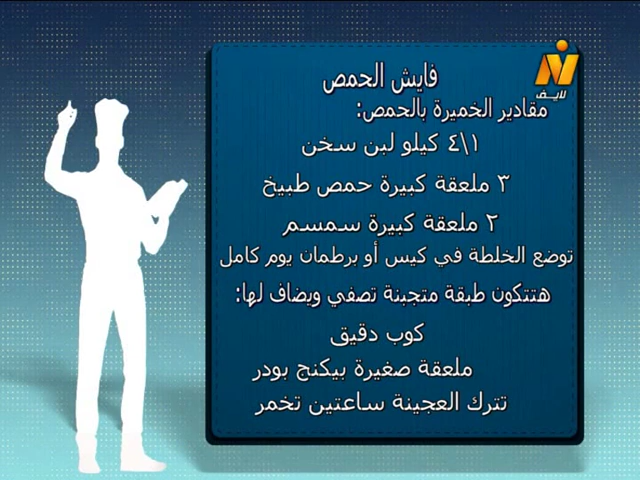 فايش الحمص
مقادير الخميرة بالحمص:
١\٤ كيلو لبن سخن
٣ ملعقة كبيرة حمص طبيخ
٢ ملعقة كبيرة سمسم
توضع الخلطة في كيس أو برطمان يوم كامل
هتتكون طبقة متجبنة تصفي ويضاف لها:
كوب دقيق
ملعقة صغيرة بيكنج بودر
تترك العجينة ساعتين تخمر
لايف